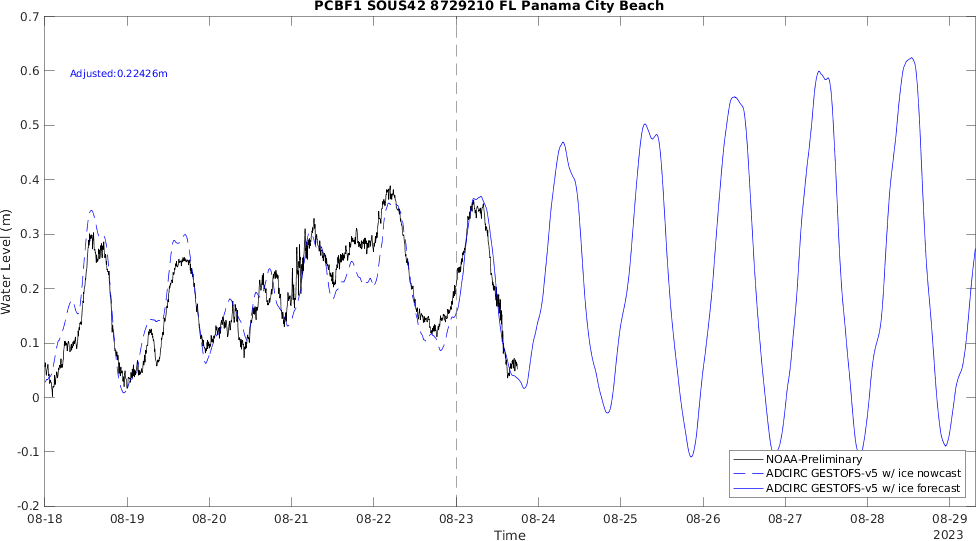 PCBF1 SOUS42 8729210 FL Panama City Beach
0.7
0.6
0.5
0.4
0.3
0.2
0.1
0
-0.1
-0.2
Water Level (m)
Adjusted:0.22426m
NOAA-Preliminary
ADCIRC GESTOFS-v5 w/ ice nowcast
ADCIRC GESTOFS-v5 w/ ice forecast
08-18 08-19 08-20 08-21 08-22 08-23 08-24 08-25 08-26 08-27 08-28 08-29
Time
2023